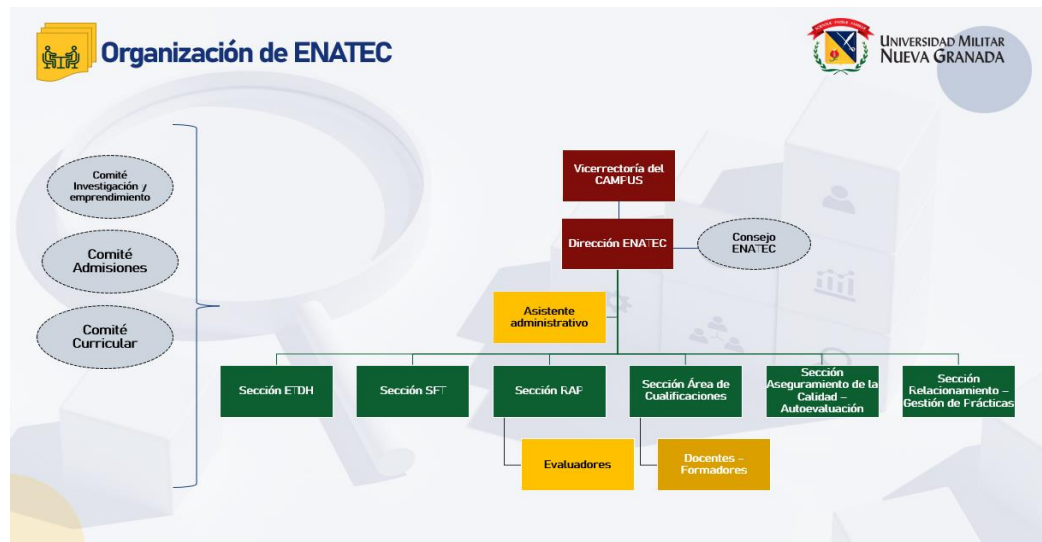 Organización de ENATEC
UNIVERSIDAD MILITAR
NUEVA GRANADA
Comité
Investigación y
emprendimiento
Comité
Admisiones
Comité
Curricular
Vicerrectoría del
CAMPUS
Dirección ENATEC
Consejo
ENATEC
Asistente
administrativo
Sección ETDH
Sección SFT
Sección RAP
Sección Área de
Cualificaciones
Sección
Aseguramiento de la
Calidad –
Autoevaluación
Sección
Relacionamiento –
Gestión de Prácticas
Evaluadores
Docentes –
Formadores